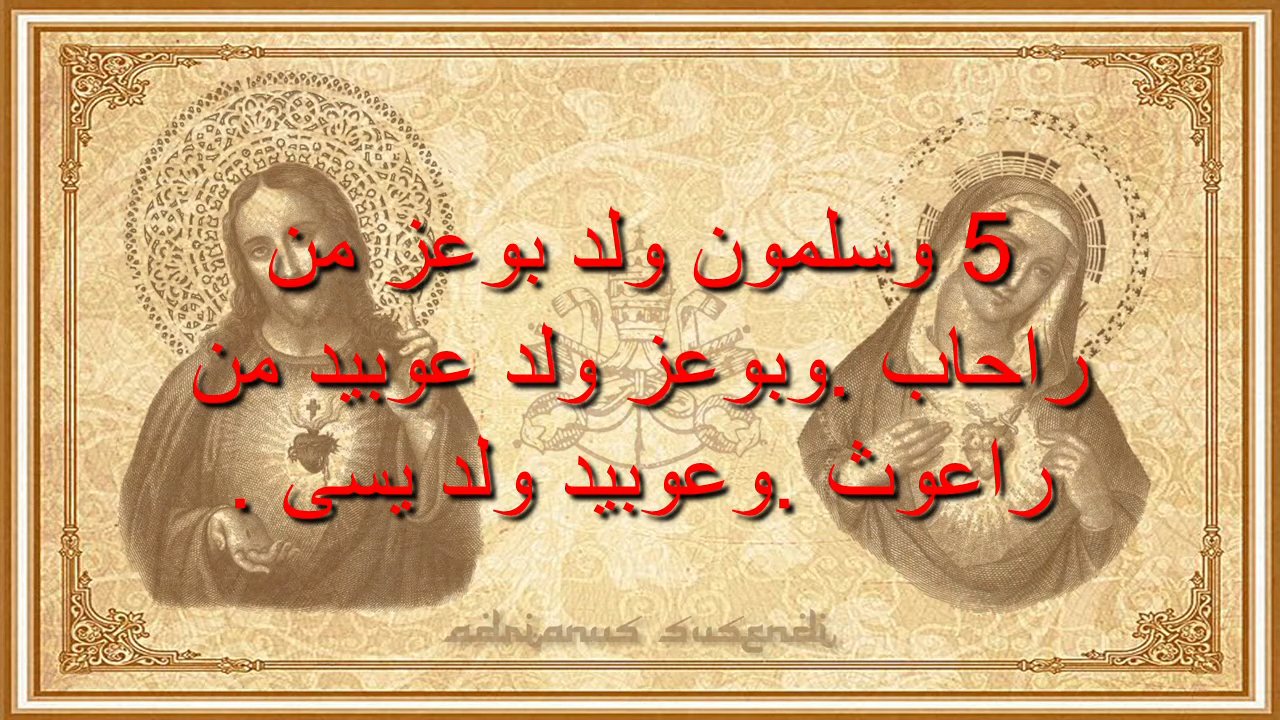 5 وسلمون ولد بوعز من
راحاب .وبوعز ولد عوبيد من
راعوث .وعوبيد ولد يسى .
adrianus susendi